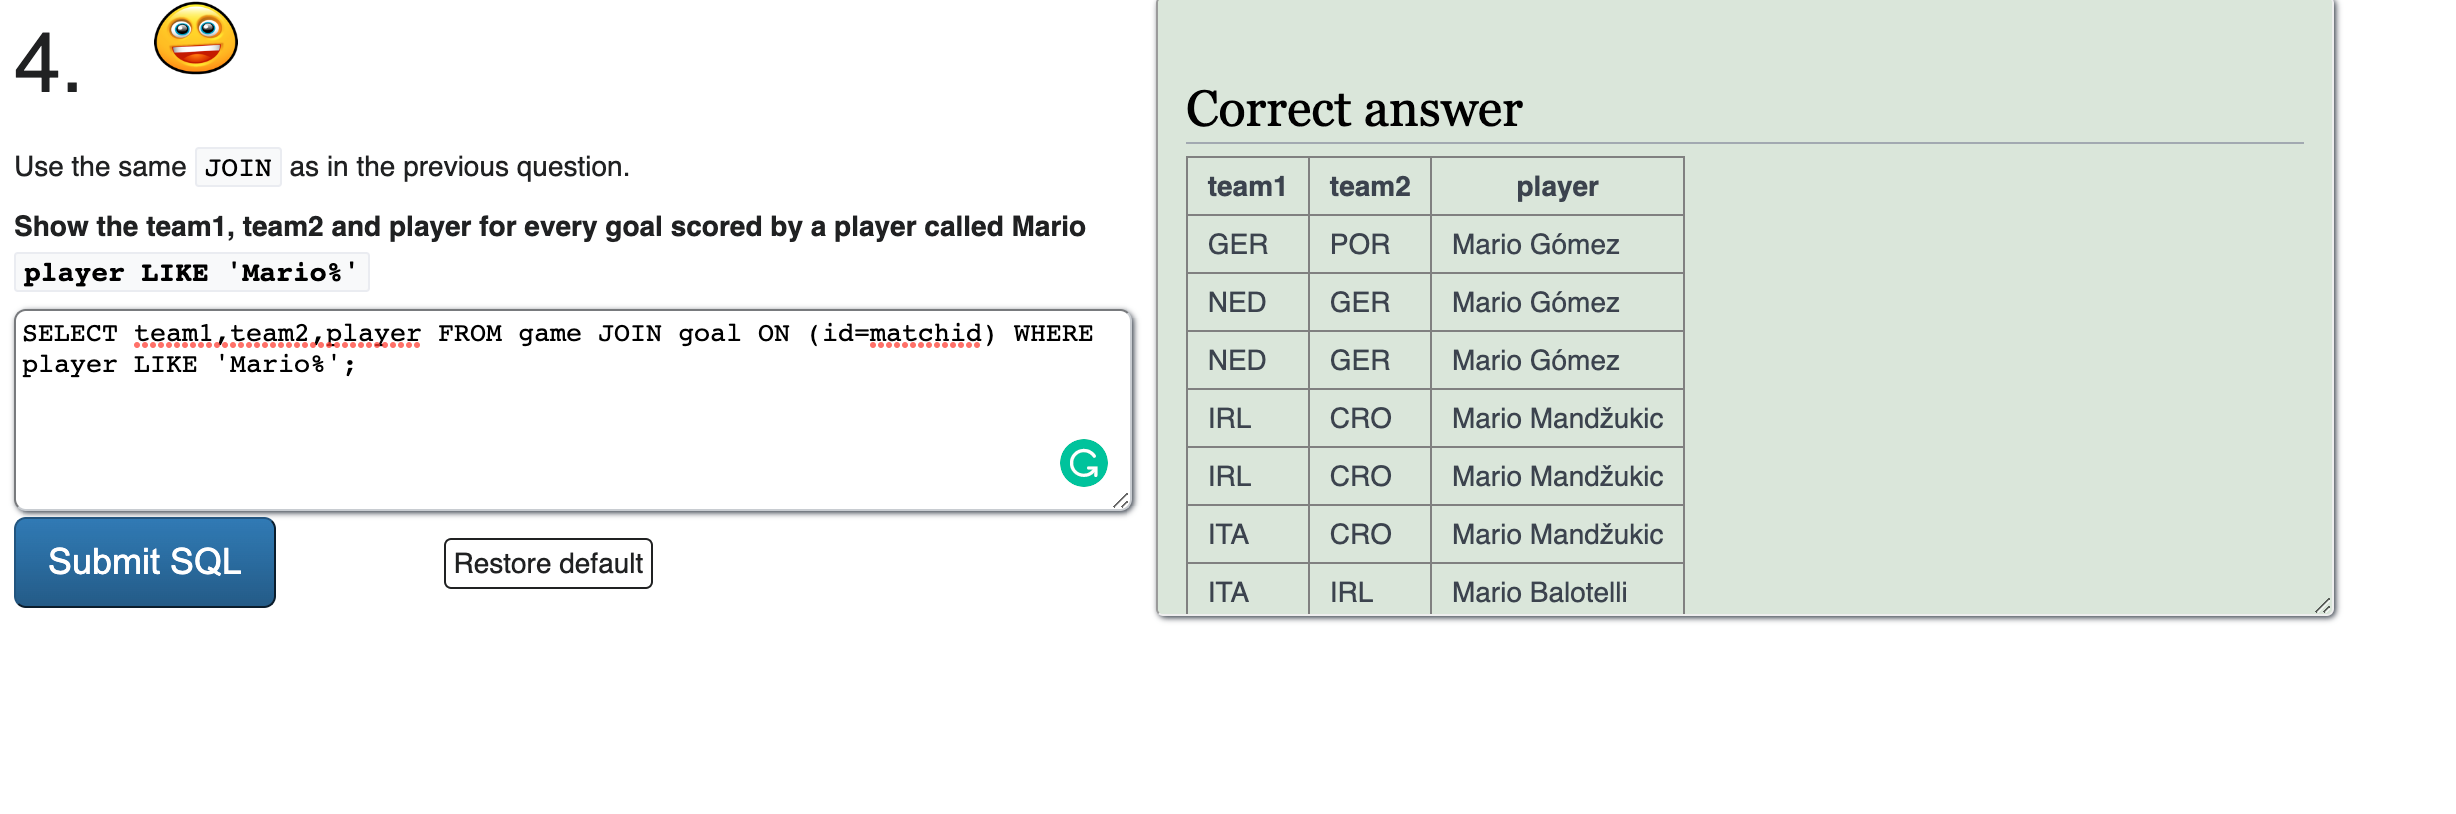 4.
Use the same JOIN as in the previous question.
Show the team1, team2 and player for every goal scored by a player called Mario
player LIKE 'Mario%'
SELECT team1,team2,player FROM game JOIN goal ON (id=matchid) WHERE
player LIKE 'Mario%';
Submit SQL
Restore default
Correct answer
team1 team2 player
GER POR Mario Gómez
NED GER Mario Gómez
NED GER Mario Gómez
IRL CRO Mario Mandžukic
IRL CRO Mario Mandžukic
ITA CRO Mario Mandžukic
ITA IRL Mario Balotelli